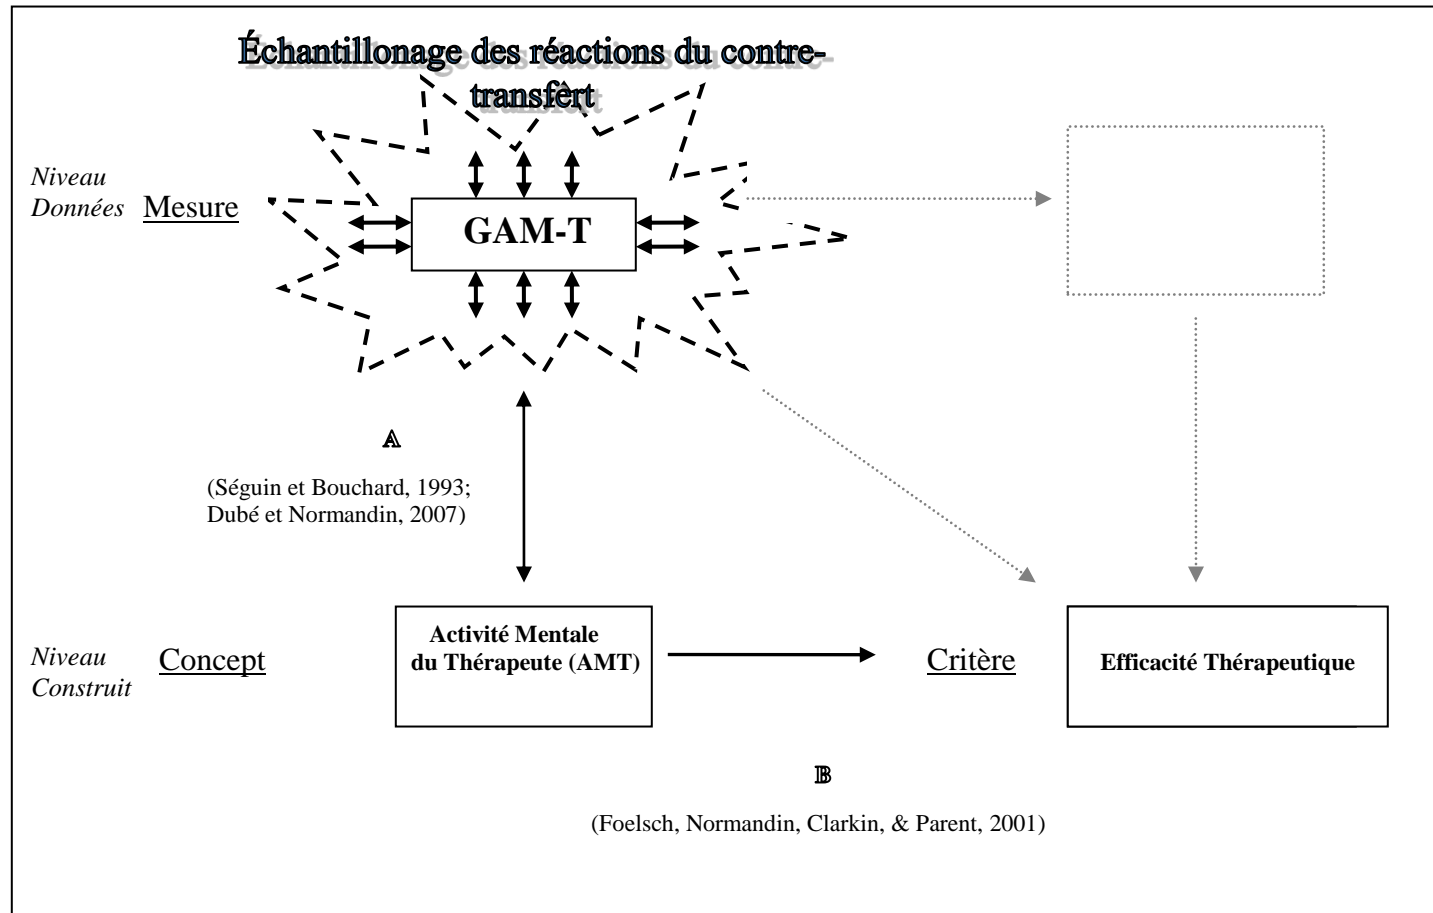 Échantillonage des réactions du contre-
transfèrt
Niveau
Données
Mesure
GAM-T
A
(Séguin et Bouchard, 1993;
Dubé et Normandin, 2007)
Niveau
Construit
Concept
Activité Mentale
du Thérapeute (AMT)
Critère
Efficacité Thérapeutique
B
(Foelsch, Normandin, Clarkin, & Parent, 2001)